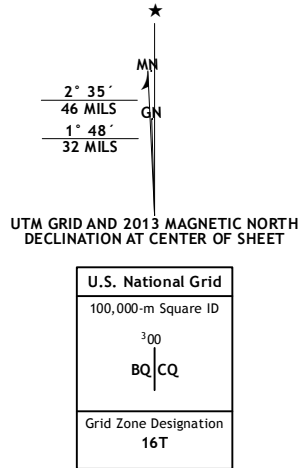 ★
MN
2° 35´
46 MILS
GN
1° 48´
32 MILS
UTM GRID AND 2013 MAGNETIC NORTH
DECLINATION AT CENTER OF SHEET
U.S. National Grid
100,000-m Square ID
³00
BQ CQ
Grid Zone Designation
16T